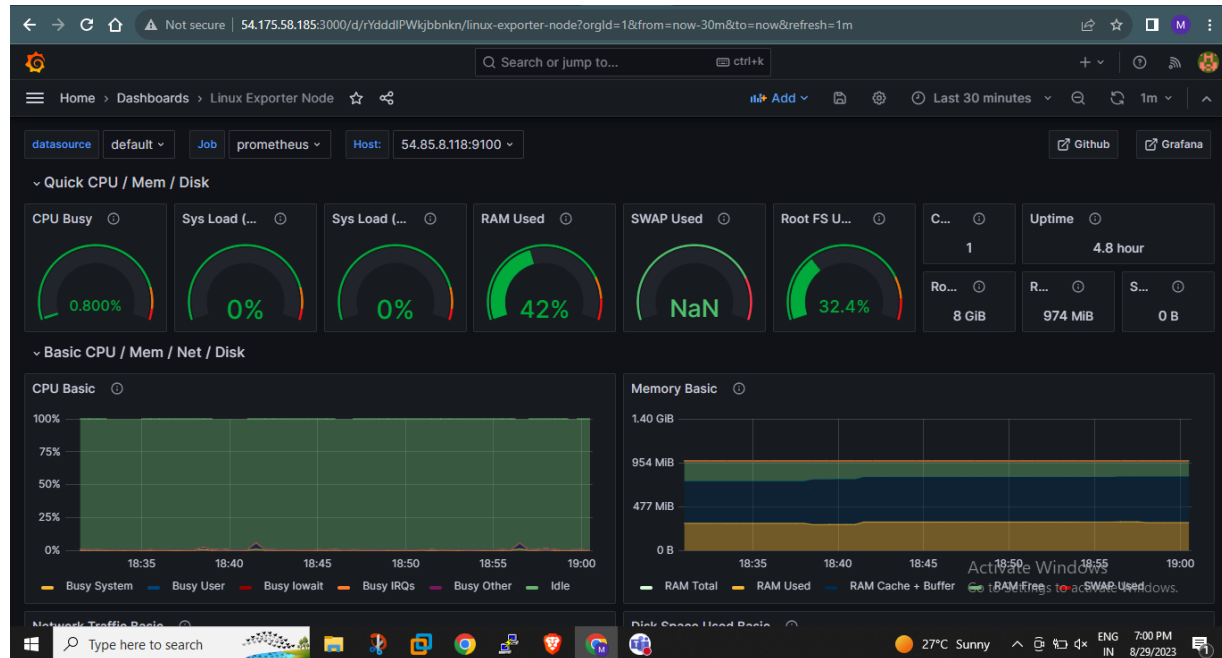 Not secure | 54.175.58.185:3000/d/rYdddlPWkjbbnkn/linux-exporter-node?orgId=1&from=now-30m&to=now&refresh=1m M
Search or jump to... ctrl+k
Home > Dashboards > Linux Exporter Node Add Last 30 minutes 1m
datasource default Job prometheus Host: 54.85.8.118:9100 Github Grafana
Quick CPU / Mem / Disk
CPU Busy Sys Load (... Sys Load (... RAM Used SWAP Used Root FS U... C... Uptime
1 4.8 hour
Ro... R... S...
0.800% 0% 0% 42% NaN 32.4% 8 GiB 974 MiB 0 B
Basic CPU / Mem / Net / Disk
CPU Basic
100%
75%
50%
25%
0%
18:35 18:40 18:45 18:50 18:55 19:00
Busy System Busy User Busy Iowait Busy IRQs Busy Other Idle
Memory Basic
1.40 GiB
954 MiB
477 MiB
0 B
18:35 18:40 18:45 18:50 18:55 19:00
RAM Total RAM Used RAM Cache + Buffer RAM Free SWAP Used
Activate Windows
Go to Settings to activate Windows.
Network Traffic Basic Disk Space Used Basic
Type here to search 27°C Sunny ENG 7:00 PM
IN 8/29/2023
1